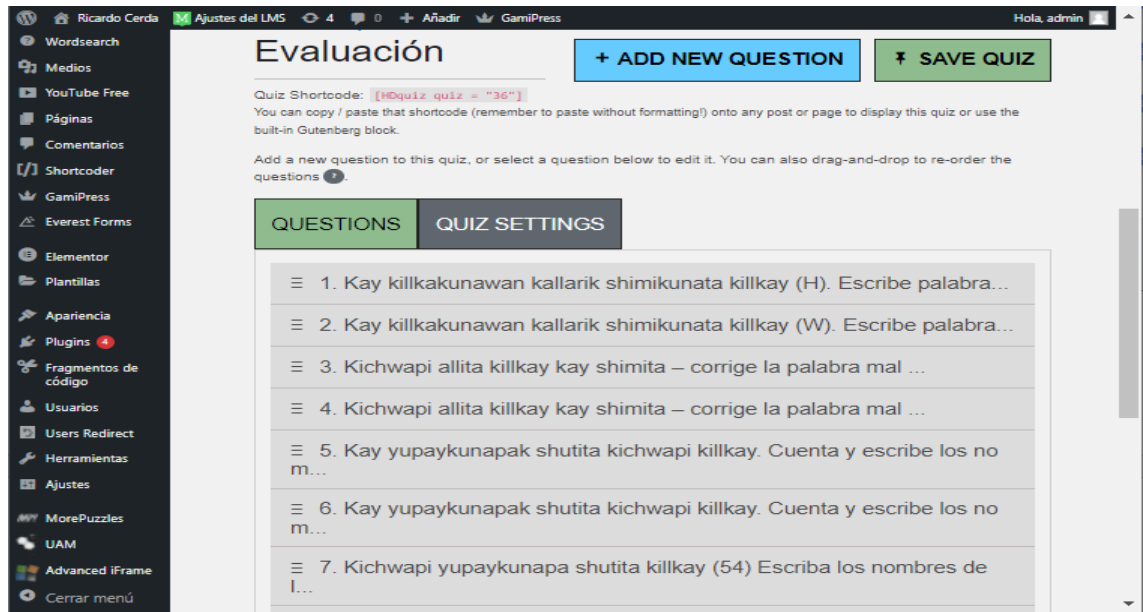 Ricardo Cerda Ajustes del LMS 4 0 + Añadir GamiPress Hola, admin
Wordsearch
Medios
YouTube Free
Páginas
Comentarios
[/] Shortcoder
GamiPress
Everest Forms
Elementor
Plantillas
Apariencia
Plugins 4
Fragmentos de
código
Usuarios
Users Redirect
Herramientas
Ajustes
MorePuzzles
UAM
Advanced iFrame
Cerrar menú
Evaluación
+ ADD NEW QUESTION
SAVE QUIZ
Quiz Shortcode: [HDquiz quiz = "36"]
You can copy / paste that shortcode (remember to paste without formatting!) onto any post or page to display this quiz or use the
built-in Gutenberg block.
Add a new question to this quiz, or select a question below to edit it. You can also drag-and-drop to re-order the
questions ?.
QUESTIONS
QUIZ SETTINGS
1. Kay killkakunawan kallarik shimikunata killkay (H). Escribe palabra...
2. Kay killkakunawan kallarik shimikunata killkay (W). Escribe palabra...
3. Kichwapi allita killkay kay shimita – corrige la palabra mal ...
4. Kichwapi allita killkay kay shimita – corrige la palabra mal ...
5. Kay yupaykunapak shutita kichwapi killkay. Cuenta y escribe los no
m...
6. Kay yupaykunapak shutita kichwapi killkay. Cuenta y escribe los no
m...
7. Kichwapi yupaykunapa shutita killkay (54) Escriba los nombres de
l...